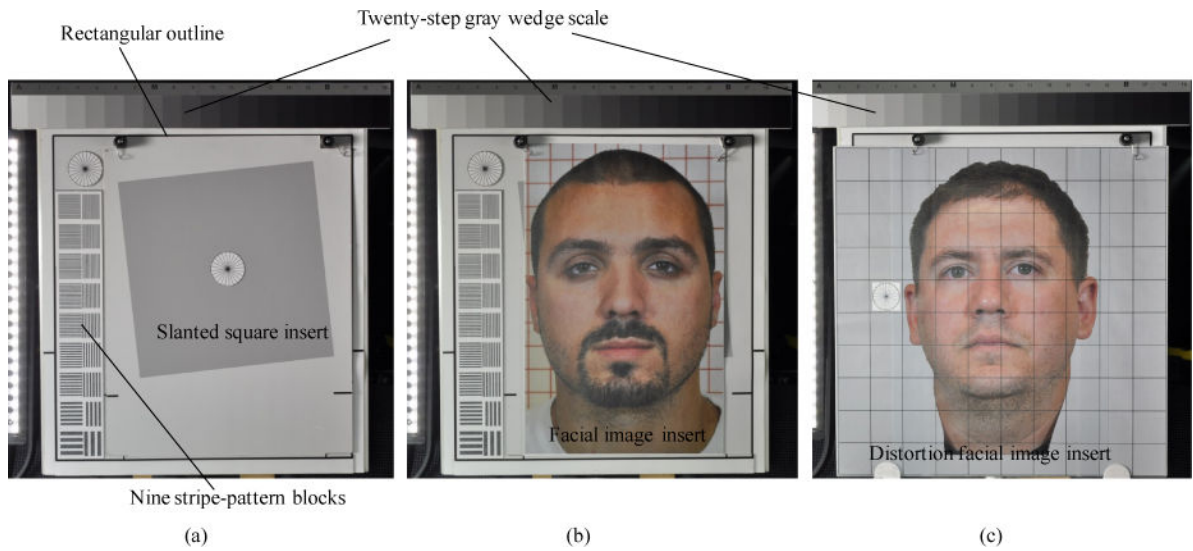 Twenty-step gray wedge scale
Rectangular outline
Slanted square insert
Facial image insert
Distortion facial image insert
Nine stripe-pattern blocks
(a)
(b)
(c)